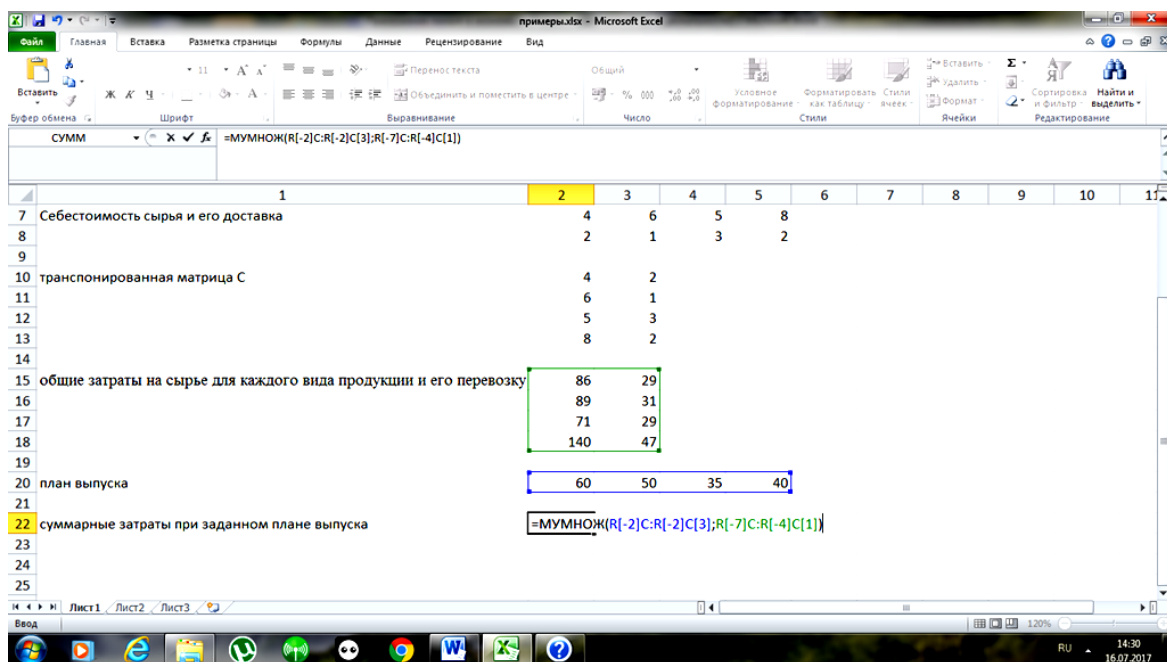 примеры.xlsx - Microsoft Excel
Файл Главная Вставка Разметка страницы Формулы Данные Рецензирование Вид
Вставить
Ж К Ч
11 A A
Перенос текста
Объединить и поместить в центре
Общий
% 000
Условное форматирование
Форматировать как таблицу
Стили ячеек
Вставить
Удалить
Формат
Σ
Сортировка и фильтр
Найти и выделить
Буфер обмена Шрифт Выравнивание Число Стили Ячейки Редактирование
СУММ fx =МУМНОЖ(R[-2]C:R[-2]C[3];R[-7]C:R[-4]C[1])
1 2 3 4 5 6 7 8 9 10 11
7 Себестоимость сырья и его доставка 4 6 5 8
8 2 1 3 2
9
10 транспонированная матрица С 4 2
11 6 1
12 5 3
13 8 2
14
15 общие затраты на сырье для каждого вида продукции и его перевозку 86 29
16 89 31
17 71 29
18 140 47
19
20 план выпуска 60 50 35 40
21
22 суммарные затраты при заданном плане выпуска =МУМНОЖ(R[-2]C:R[-2]C[3];R[-7]C:R[-4]C[1])
23
24
25
Лист1 Лист2 Лист3
Ввод 120%
RU 14:30
16.07.2017